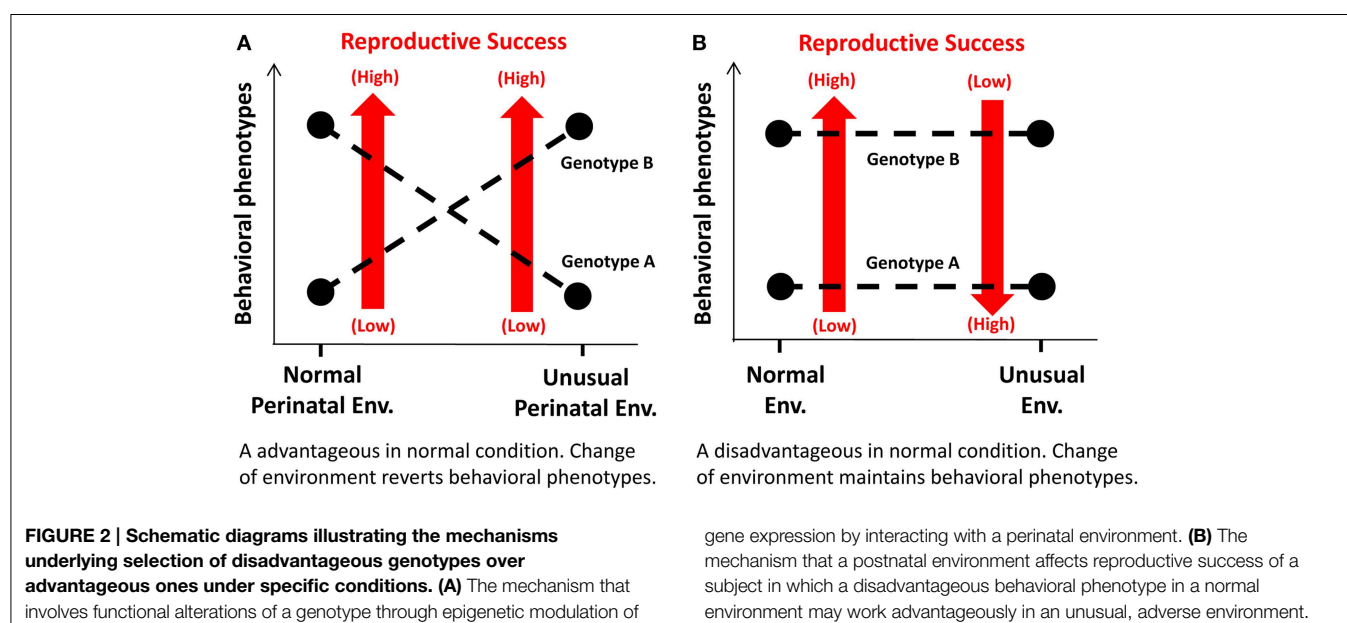 A
Reproductive Success
(High)
(High)
Behavioral phenotypes
Genotype B
Genotype A
(Low)
(Low)
Normal
Perinatal Env.
Unusual
Perinatal Env.
A advantageous in normal condition. Change
of environment reverts behavioral phenotypes.
B
Reproductive Success
(High)
(Low)
Behavioral phenotypes
Genotype B
Genotype A
(Low)
(High)
Normal
Env.
Unusual
Env.
A disadvantageous in normal condition. Change
of environment maintains behavioral phenotypes.
FIGURE 2 | Schematic diagrams illustrating the mechanisms
underlying selection of disadvantageous genotypes over
advantageous ones under specific conditions. (A) The mechanism that
involves functional alterations of a genotype through epigenetic modulation of
gene expression by interacting with a perinatal environment. (B) The
mechanism that a postnatal environment affects reproductive success of a
subject in which a disadvantageous behavioral phenotype in a normal
environment may work advantageously in an unusual, adverse environment.